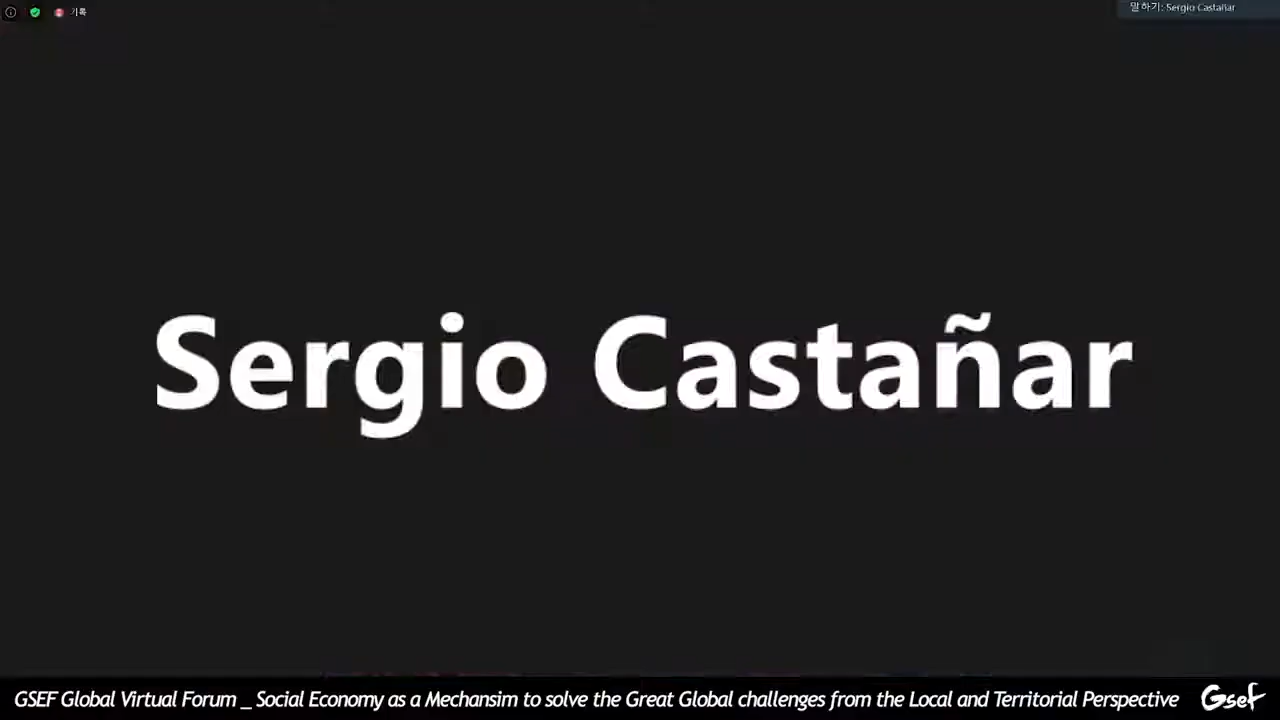 기록
말하기: Sergio Castañar
Sergio Castañar
GSEF Global Virtual Forum _ Social Economy as a Mechansim to solve the Great Global challenges from the Local and Territorial Perspective
Gsef